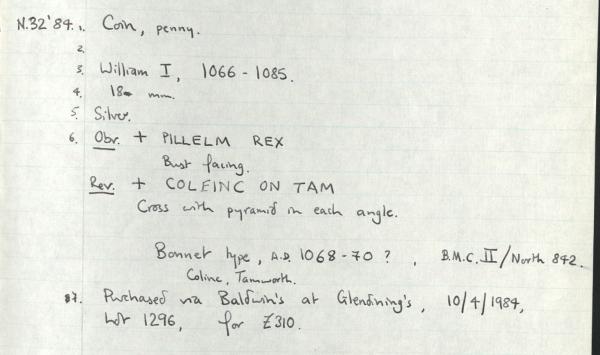 N.32'84. 1. Coin, penny.
2.
3. William I, 1066 - 1085.
4. 18 mm.
5. Silver.
6. Obv. + PILLELM REX
Bust facing.
Rev. + COLEINC ON TAM
Cross with pyramid in each angle.
Bonnet type, A.D. 1068-70 ?, B.M.C. II/North 842.
Coline, Tamworth.
7. Purchased via Baldwin's at Glendining's, 10/4/1984,
Lot 1296, for £310.